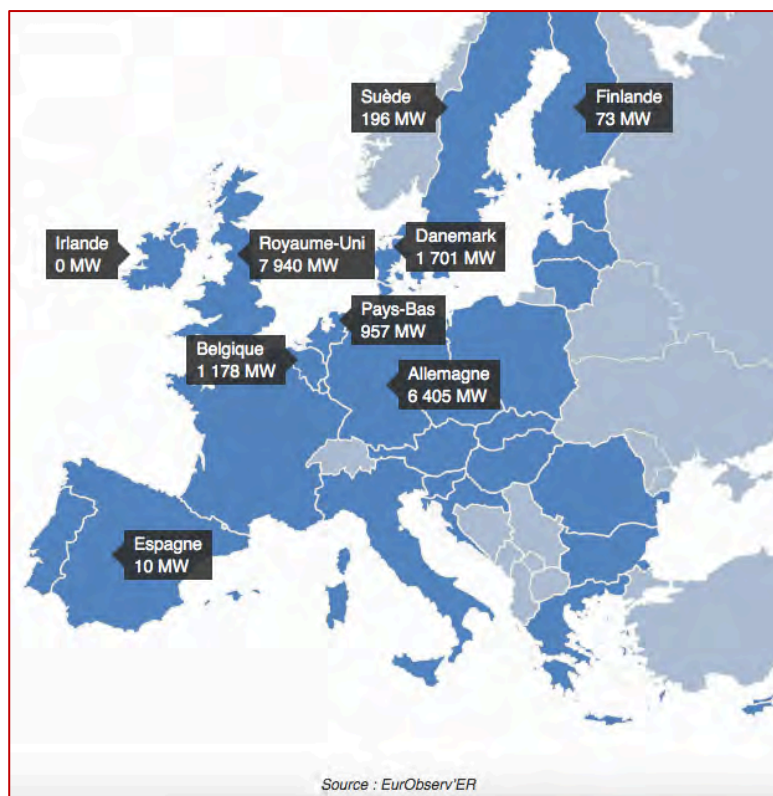 Suède
196 MW
Finlande
73 MW
Irlande
0 MW
Royaume-Uni
7 940 MW
Danemark
1 701 MW
Pays-Bas
957 MW
Belgique
1 178 MW
Allemagne
6 405 MW
Espagne
10 MW
Source : EurObserv'ER